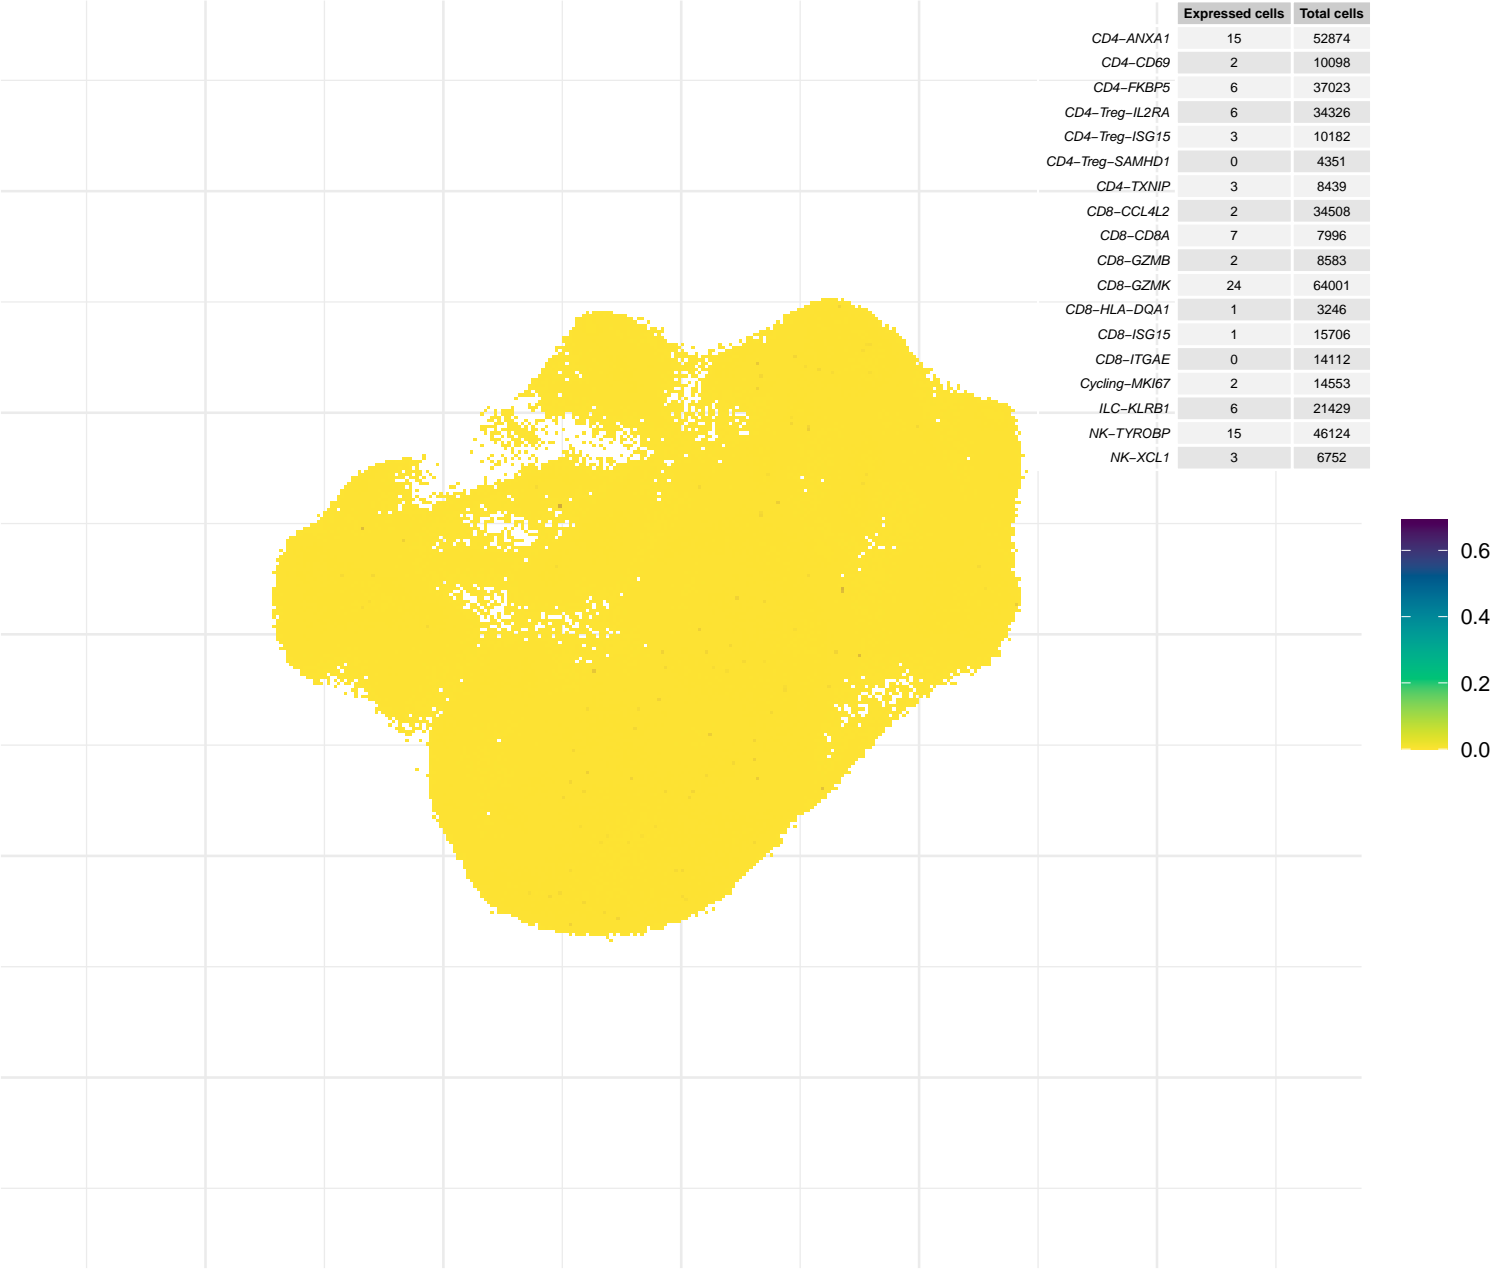 Expressed cells Total cells
CD4−ANXA1 15 52874
CD4−CD69 2 10098
CD4−FKBP5 6 37023
CD4−Treg−IL2RA 6 34326
CD4−Treg−ISG15 3 10182
CD4−Treg−SAMHD1 0 4351
CD4−TXNIP 3 8439
CD8−CCL4L2 2 34508
CD8−CD8A 7 7996
CD8−GZMB 2 8583
CD8−GZMK 24 64001
CD8−HLA−DQA1 1 3246
CD8−ISG15 1 15706
CD8−ITGAE 0 14112
Cycling−MKI67 2 14553
ILC−KLRB1 6 21429
NK−TYROBP 15 46124
NK−XCL1 3 6752
0.6
0.4
0.2
0.0